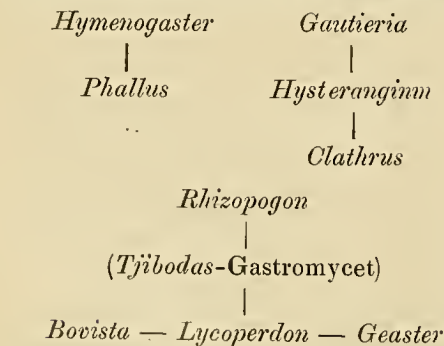 Hymenogaster Gautieria
Phallus Hysteranginm
Clathrus
Rhizopogon
(Tjibodas-Gastromycet)
Bovista — Lycoperdon — Geaster